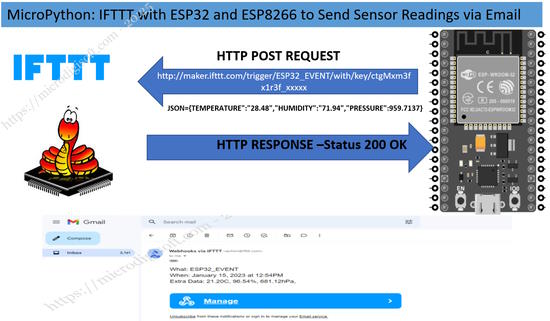 MicroPython: IFTTT with ESP32 and ESP8266 to Send Sensor Readings via Email
IFTTT
HTTP POST REQUEST
http://maker.ifttt.com/trigger/ESP32_EVENT/with/key/ctgMxm3f
x1r3f_xxxxx
JSON={TEMPERATURE":"28.48","HUMIDITY":"71.94","PRESSURE":959.7137}
HTTP RESPONSE –Status 200 OK
ESP-WROOM-32
EN
Gmail
Search mail
Compose
Inbox
Webhooks via IFTTT
to me
What: ESP32_EVENT
When: January 15, 2023 at 12:54PM
Extra Data: 21.20C, 96.54%, 681.12hPa,
Manage
Unsubscribe from these notifications or sign in to manage your Email service.